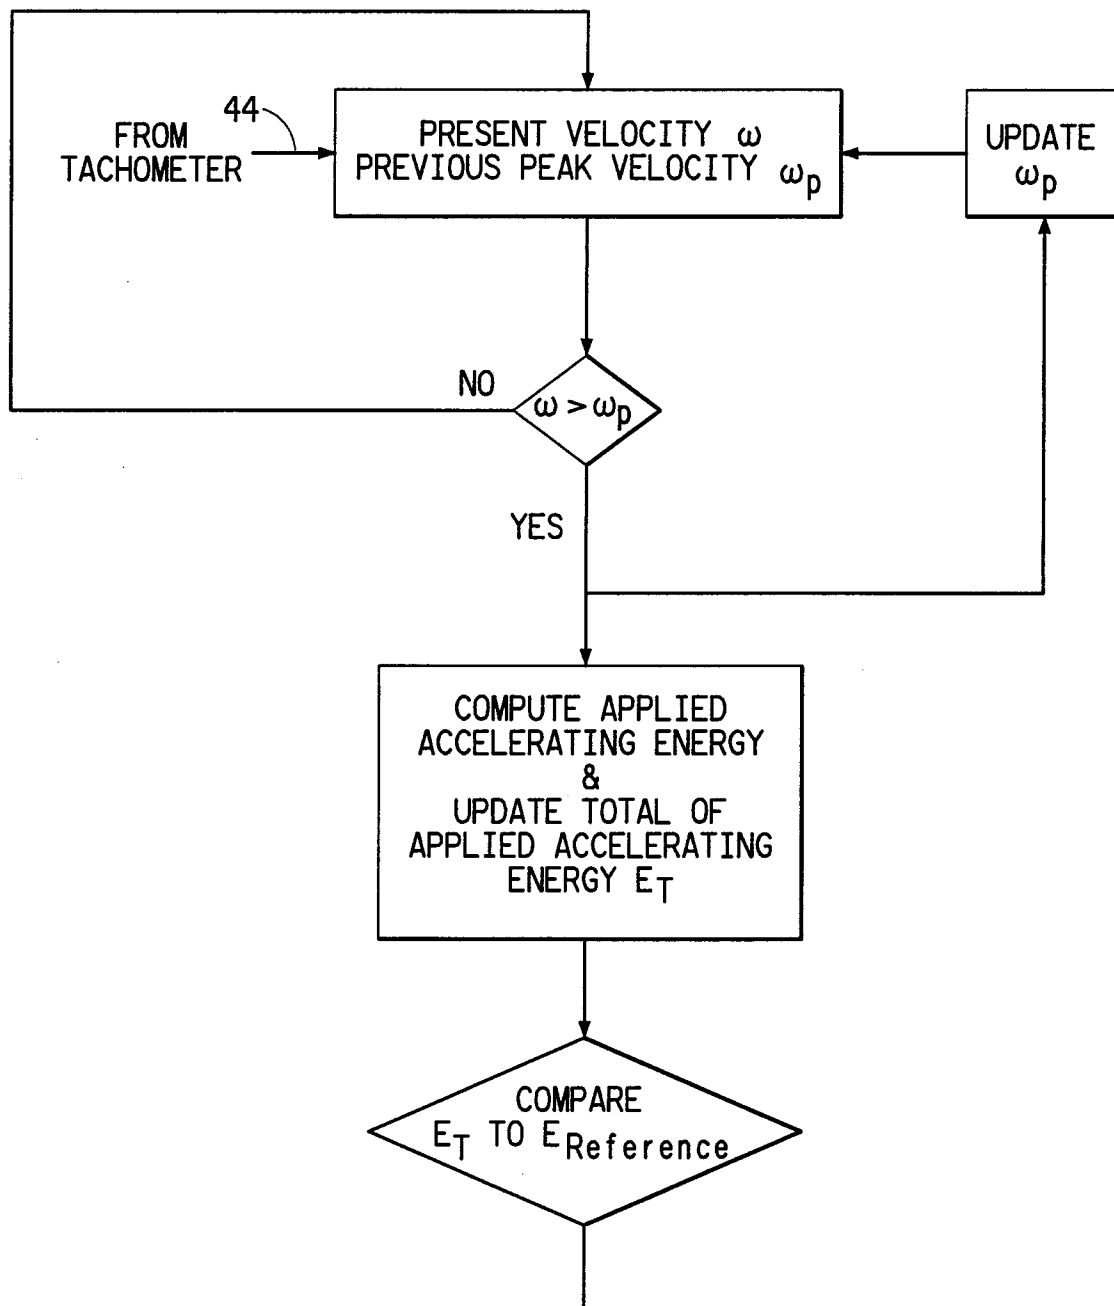 44
FROM
TACHOMETER
PRESENT VELOCITY ω
PREVIOUS PEAK VELOCITY ωp
UPDATE
ωp
NO
ω > ωp
YES
COMPUTE APPLIED
ACCELERATING ENERGY
&
UPDATE TOTAL OF
APPLIED ACCELERATING
ENERGY ET
COMPARE
ET TO EReference